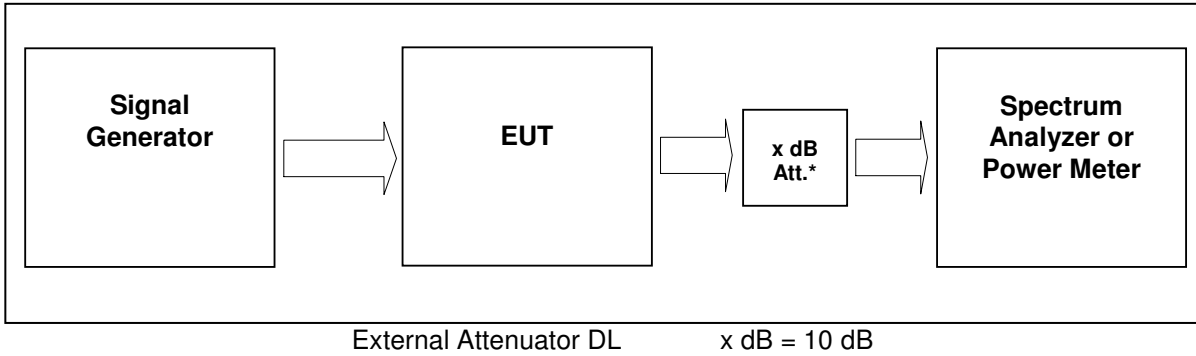 Signal
Generator
EUT
x dB
Att.*
Spectrum
Analyzer or
Power Meter
External Attenuator DL x dB = 10 dB